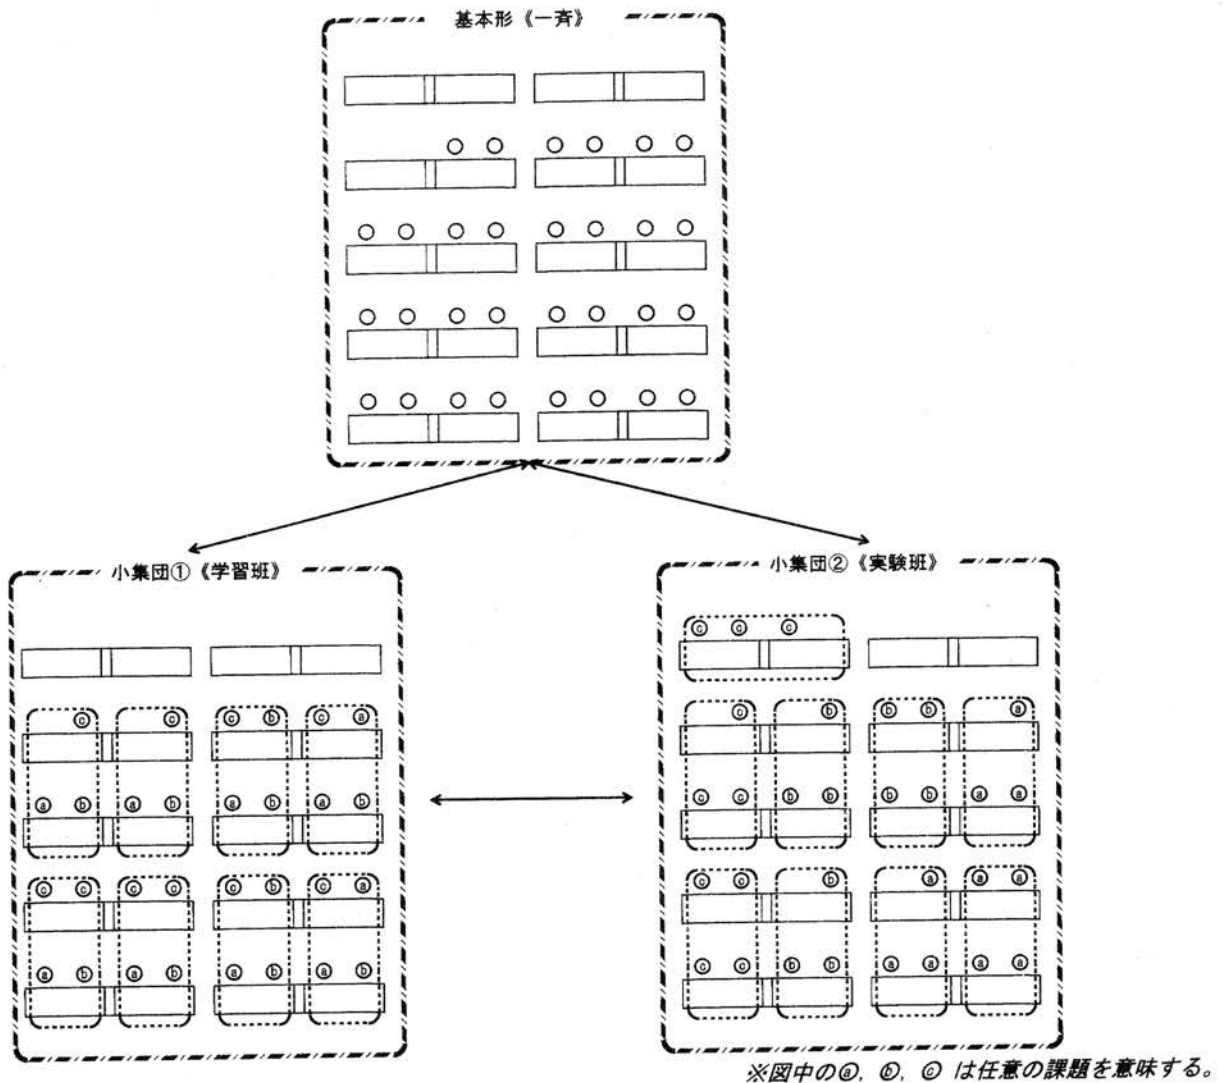 基本形《一斉》
小集団①《学習班》
小集団②《実験班》
ⓒ ⓒ ⓒ
ⓒ ⓒ ⓒ ⓑ ⓒ ⓐ
ⓒ ⓑ ⓑ ⓑ ⓐ
ⓐ ⓑ ⓐ ⓑ ⓐ ⓑ ⓐ ⓑ
ⓒ ⓒ ⓑ ⓑ ⓑ ⓑ ⓐ ⓐ
ⓒ ⓒ ⓒ ⓒ ⓒ ⓑ ⓒ ⓐ
ⓒ ⓒ ⓑ ⓐ ⓐ ⓐ
ⓐ ⓑ ⓐ ⓑ ⓐ ⓑ ⓐ ⓑ
ⓒ ⓒ ⓑ ⓑ ⓐ ⓐ ⓐ ⓐ
※図中のⓐ, ⓑ, ⓒ は任意の課題を意味する。